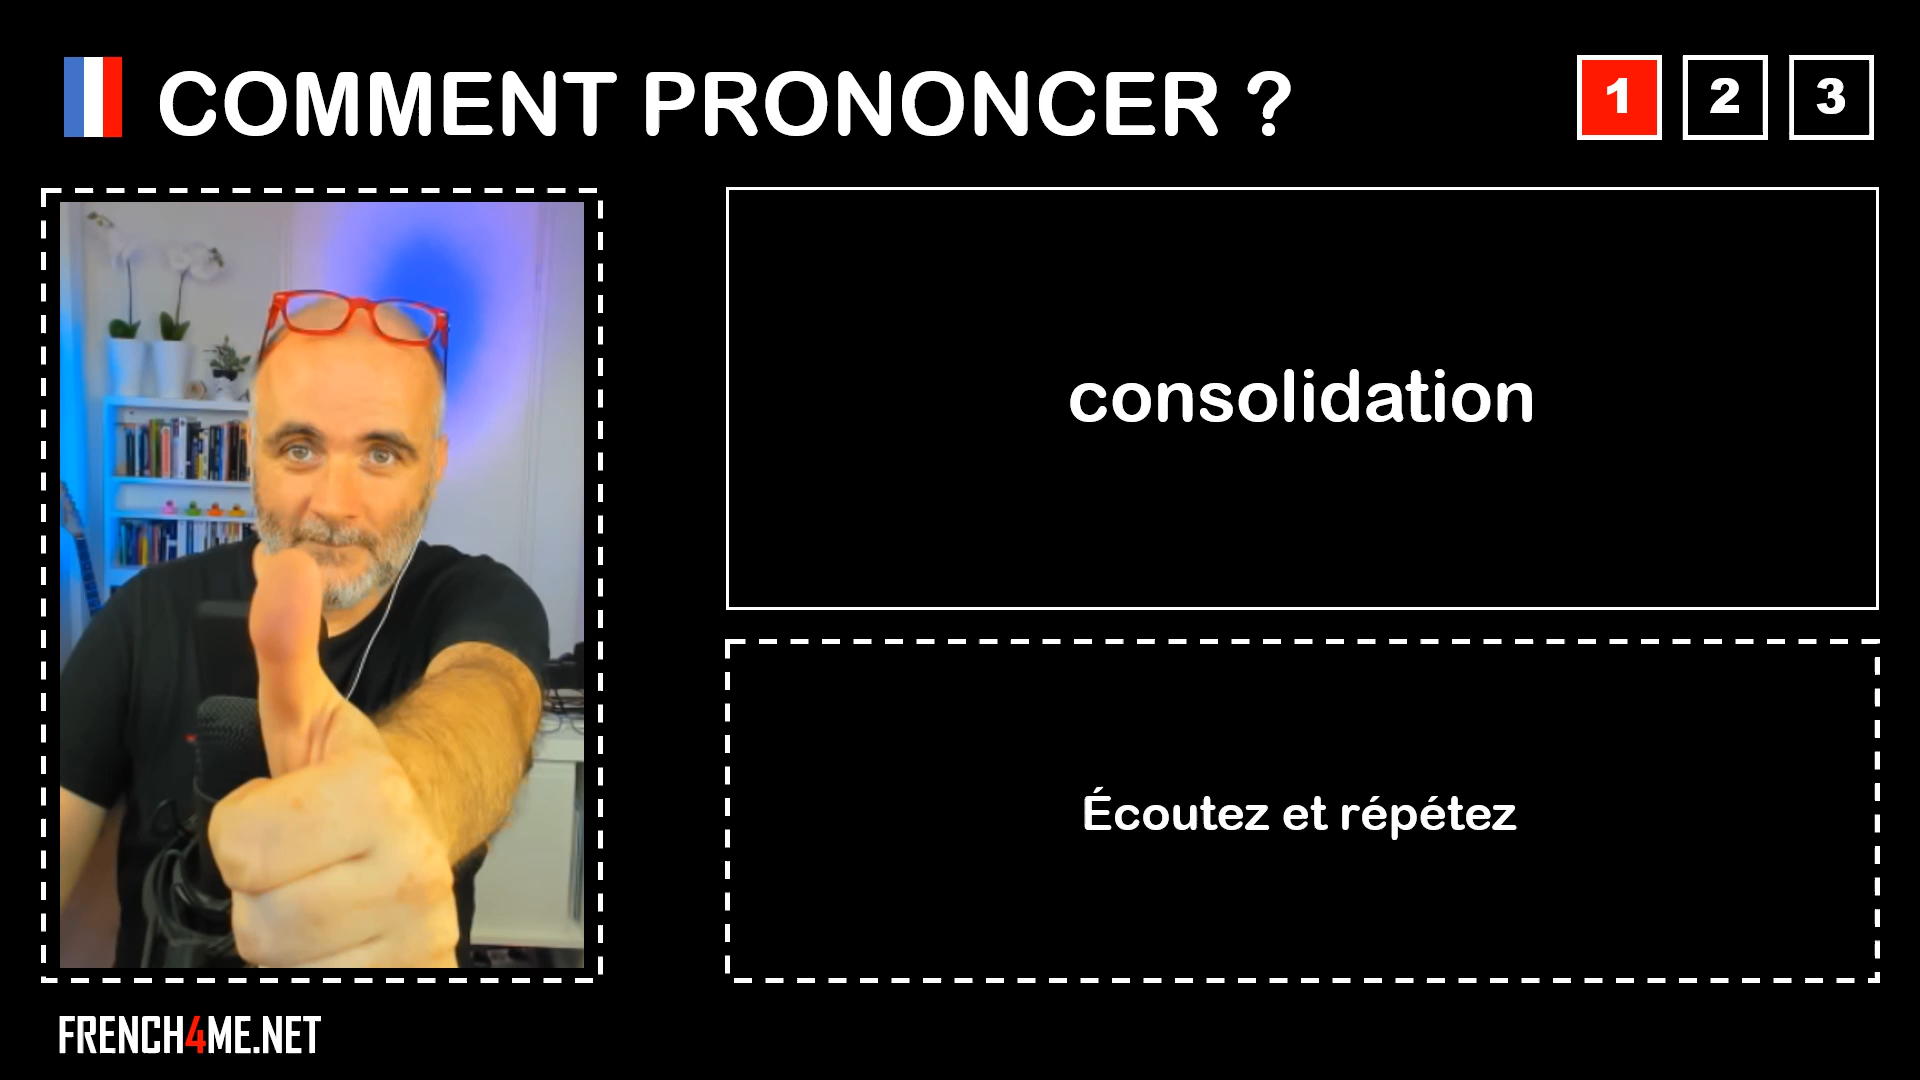 COMMENT PRONONCER ?
1 2 3
consolidation
Écoutez et répétez
FRENCH4ME.NET